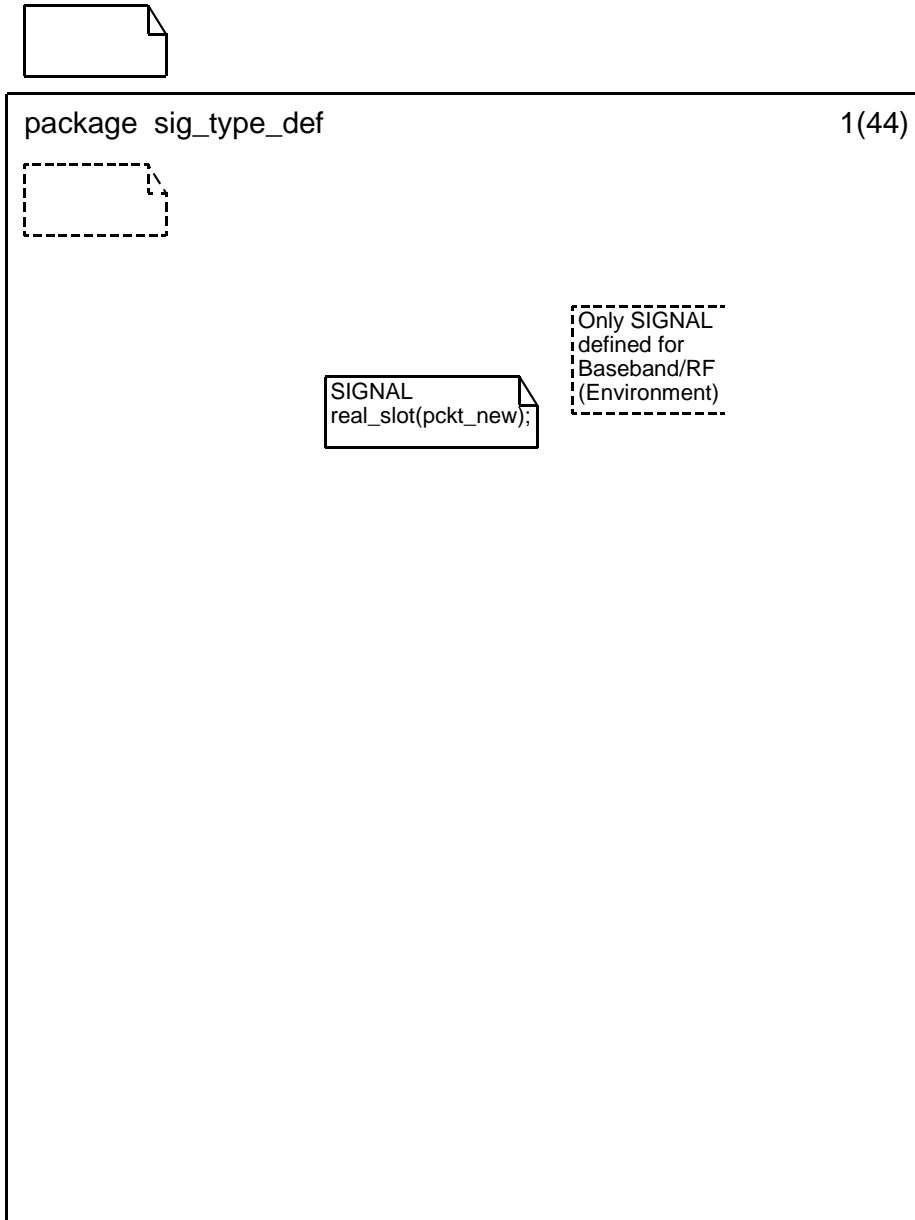 package sig_type_def 1(44)
SIGNAL
real_slot(pckt_new);
Only SIGNAL
defined for
Baseband/RF
(Environment)